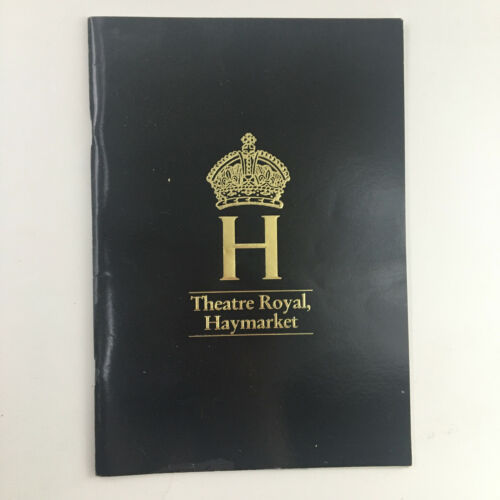 H
Theatre Royal,
Haymarket